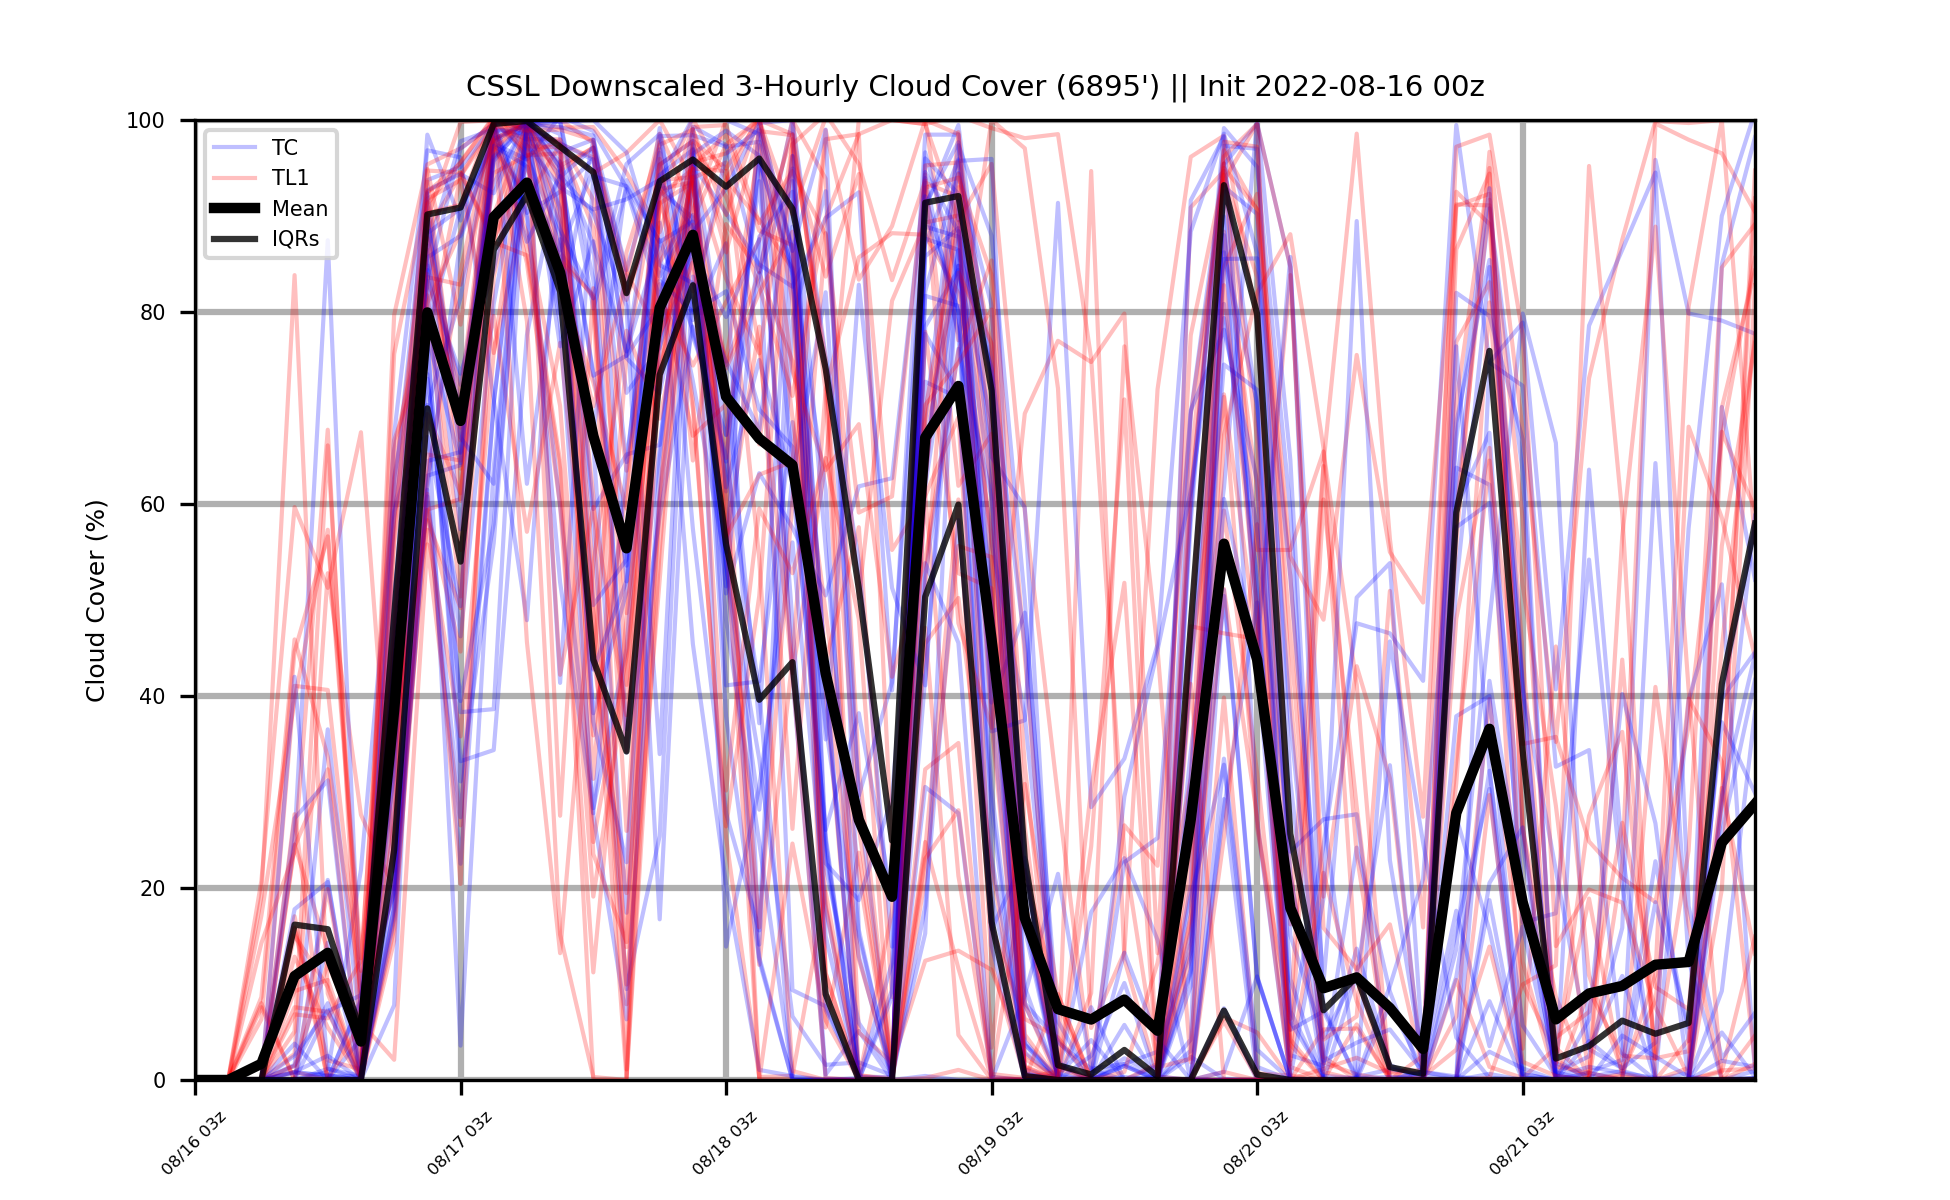 CSSL Downscaled 3-Hourly Cloud Cover (6895') || Init 2022-08-16 00z
100
80
60
40
20
0
Cloud Cover (%)
TC
TL1
Mean
IQRs
08/16 03z
08/17 03z
08/18 03z
08/19 03z
08/20 03z
08/21 03z